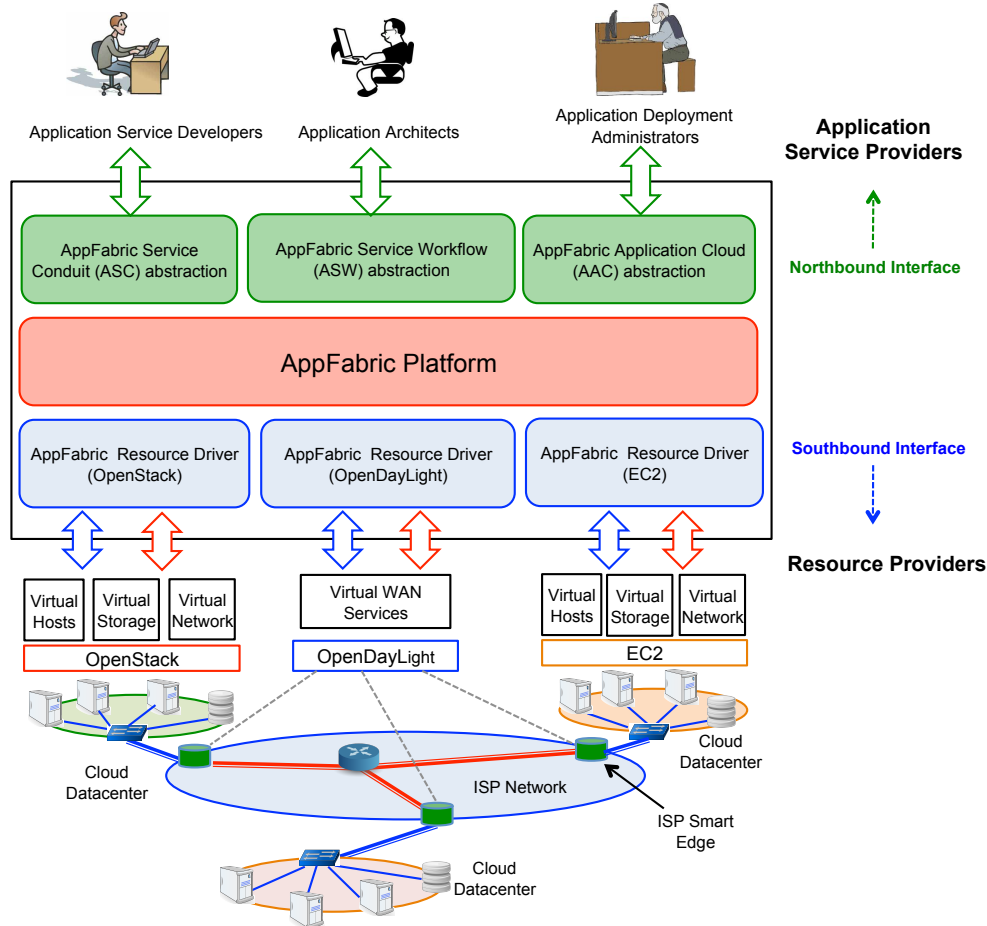 Application Service Developers
Application Architects
Application Deployment
Administrators
Application
Service Providers
AppFabric Service
Conduit (ASC) abstraction
AppFabric Service Workflow
(ASW) abstraction
AppFabric Application Cloud
(AAC) abstraction
Northbound Interface
AppFabric Platform
AppFabric Resource Driver
(OpenStack)
AppFabric Resource Driver
(OpenDayLight)
AppFabric Resource Driver
(EC2)
Southbound Interface
Resource Providers
Virtual
Hosts
Virtual
Storage
Virtual
Network
Virtual WAN
Services
Virtual
Hosts
Virtual
Storage
Virtual
Network
OpenStack
OpenDayLight
EC2
Cloud
Datacenter
Cloud
Datacenter
ISP Network
ISP Smart
Edge
Cloud
Datacenter